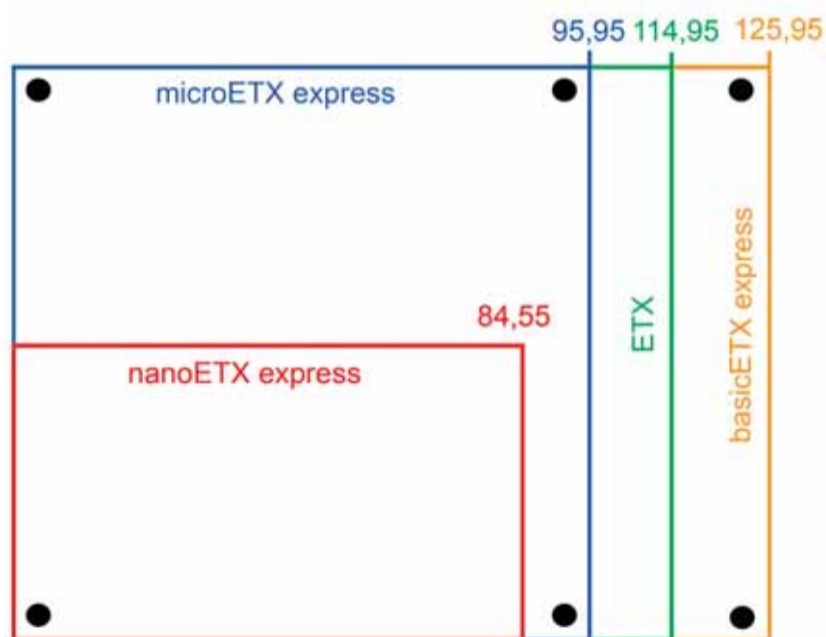 95,95 114,95 125,95
microETX express
84,55
nanoETX express
ETX
basicETX express